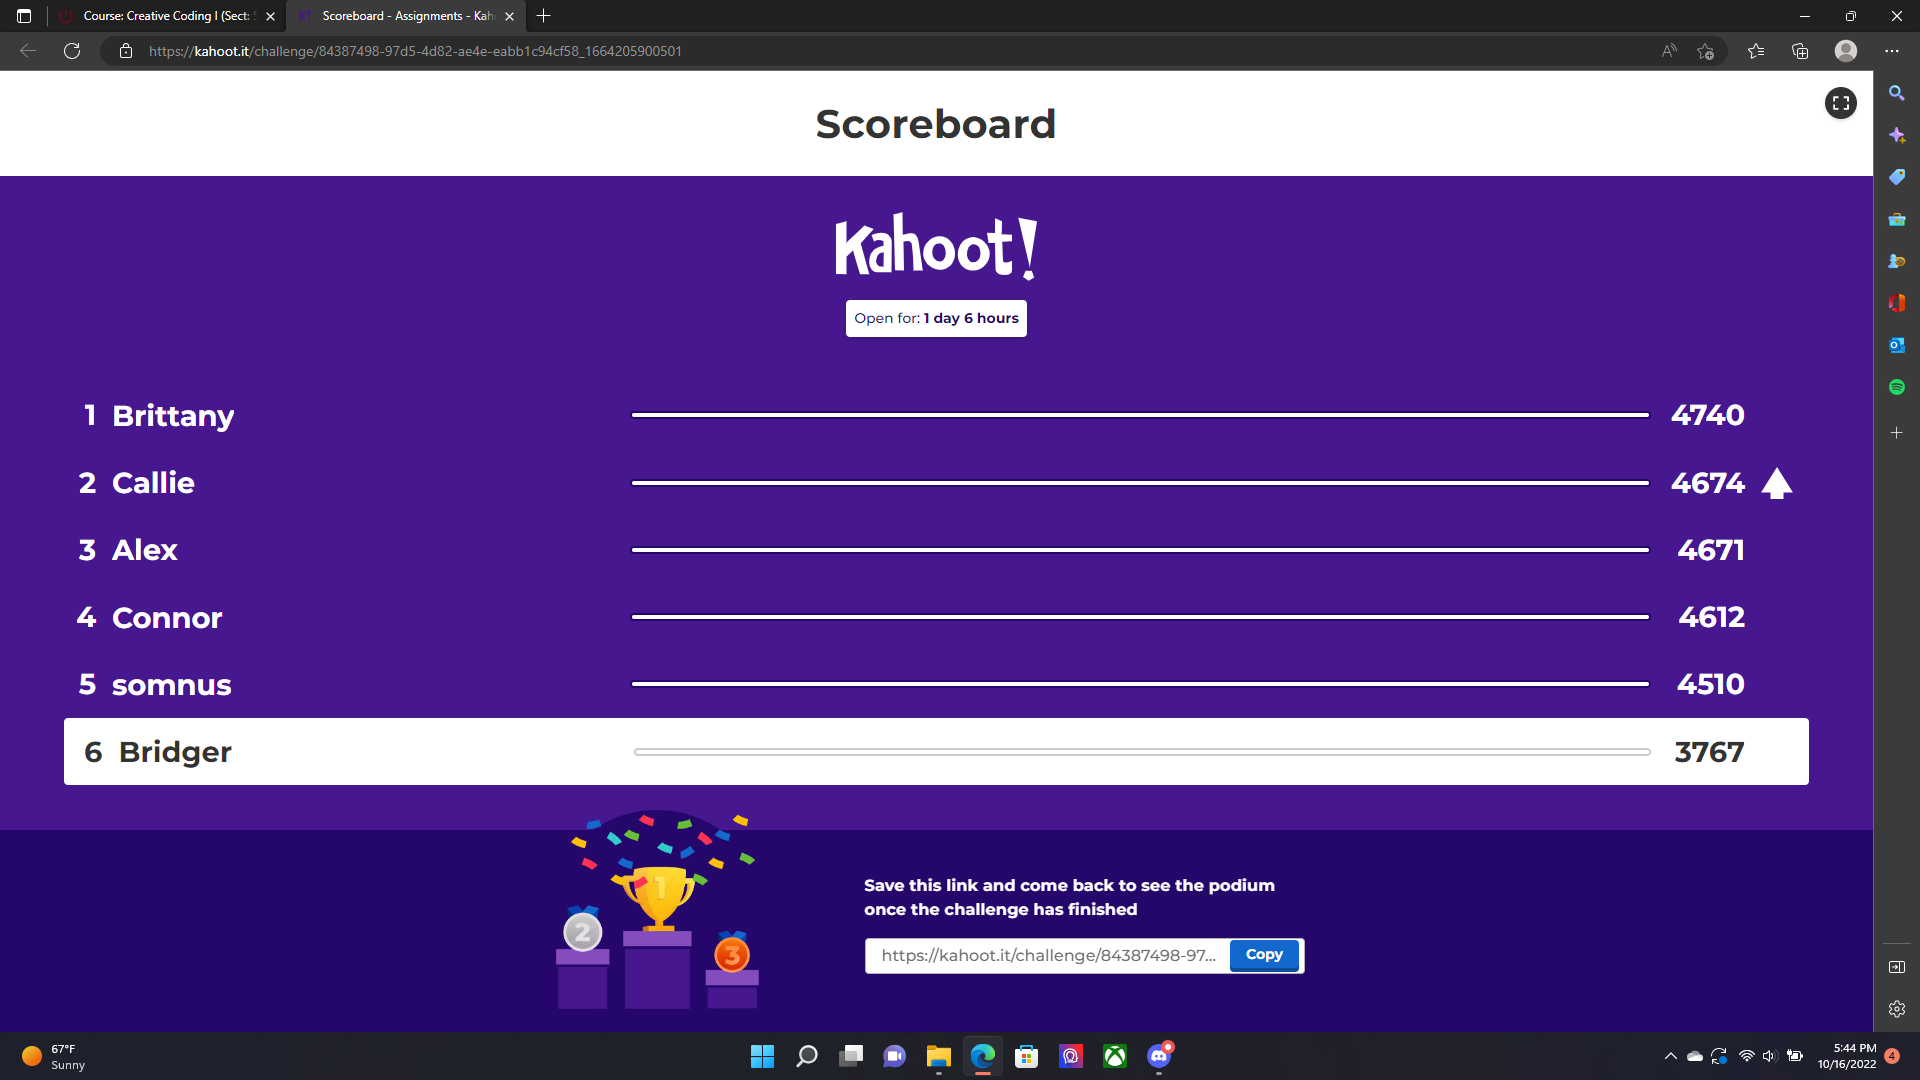 Course: Creative Coding I (Sect:
Scoreboard - Assignments - Kah
https://kahoot.it/challenge/84387498-97d5-4d82-ae4e-eabb1c94cf58_1664205900501
Scoreboard
Kahoot!
Open for: 1 day 6 hours
1 Brittany 4740
2 Callie 4674
3 Alex 4671
4 Connor 4612
5 somnus 4510
6 Bridger 3767
1
2
3
Save this link and come back to see the podium
once the challenge has finished
https://kahoot.it/challenge/84387498-97... Copy
67°F
Sunny
5:44 PM
10/16/2022
4